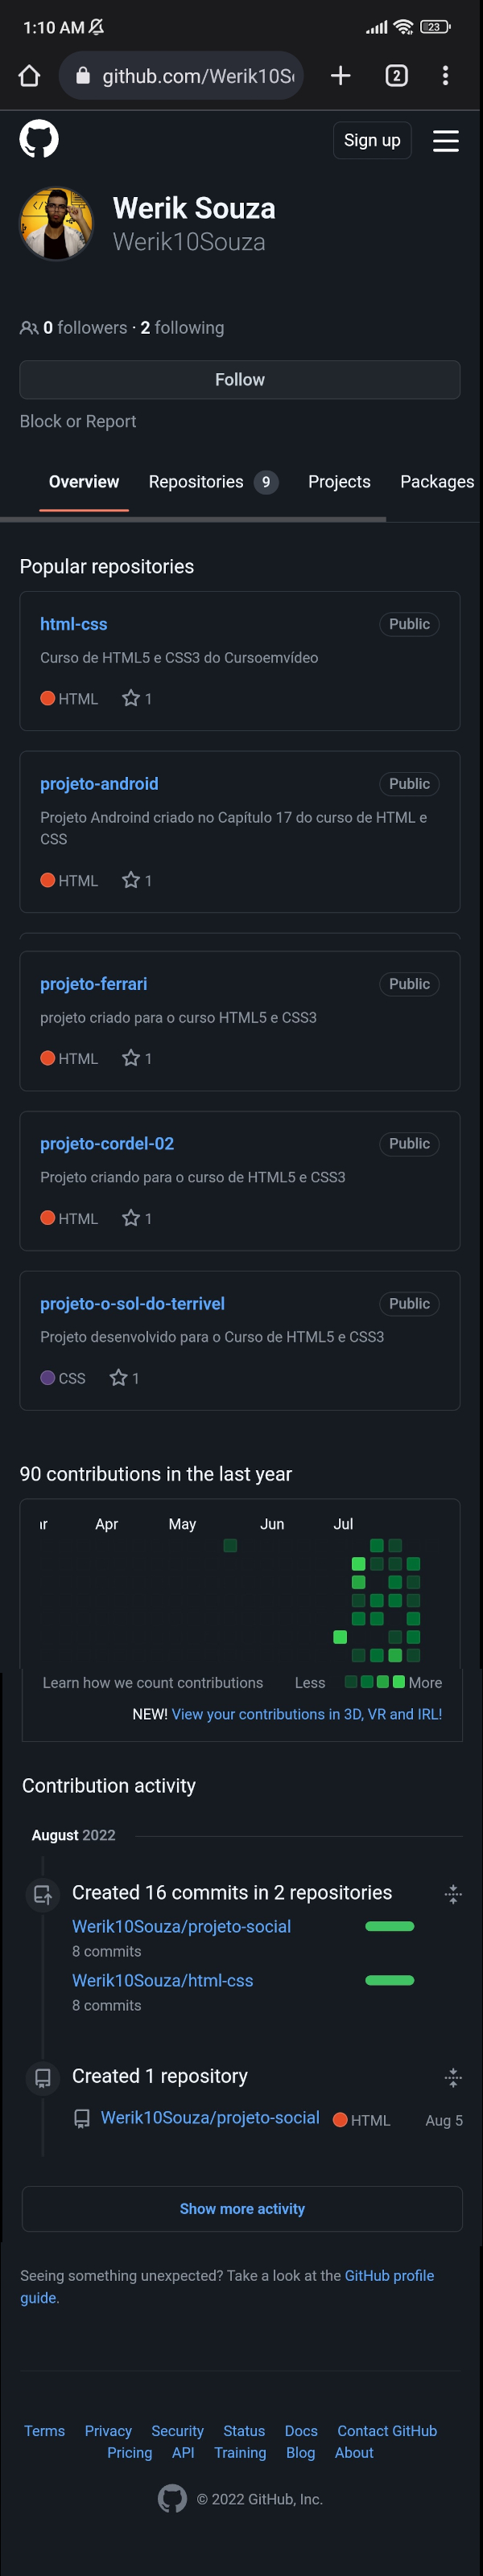 1:10 AM
23
github.com/Werik10S
2
Sign up
Werik Souza
Werik10Souza
0 followers · 2 following
Follow
Block or Report
Overview Repositories 9 Projects Packages
Popular repositories
html-css Public
Curso de HTML5 e CSS3 do Cursoemvídeo
HTML 1
projeto-android Public
Projeto Androind criado no Capítulo 17 do curso de HTML e
CSS
HTML 1
projeto-ferrari Public
projeto criado para o curso HTML5 e CSS3
HTML 1
projeto-cordel-02 Public
Projeto criando para o curso de HTML5 e CSS3
HTML 1
projeto-o-sol-do-terrivel Public
Projeto desenvolvido para o Curso de HTML5 e CSS3
CSS 1
90 contributions in the last year
Apr May Jun Jul
Learn how we count contributions Less More
NEW! View your contributions in 3D, VR and IRL!
Contribution activity
August 2022
Created 16 commits in 2 repositories
Werik10Souza/projeto-social
8 commits
Werik10Souza/html-css
8 commits
Created 1 repository
Werik10Souza/projeto-social HTML Aug 5
Show more activity
Seeing something unexpected? Take a look at the GitHub profile
guide.
Terms Privacy Security Status Docs Contact GitHub
Pricing API Training Blog About
© 2022 GitHub, Inc.